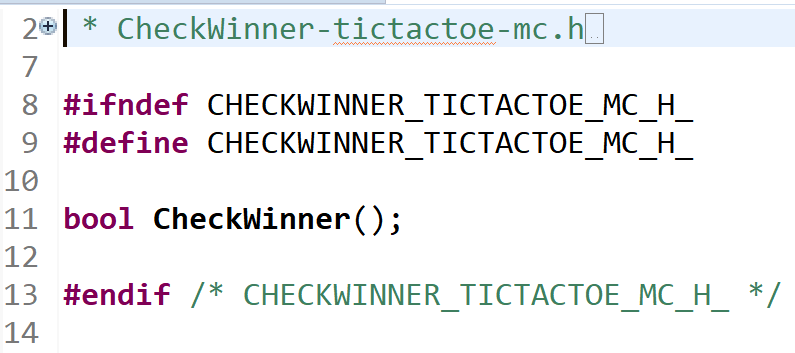 2 * CheckWinner-tictactoe-mc.h
7
8 #ifndef CHECKWINNER_TICTACTOE_MC_H_
9 #define CHECKWINNER_TICTACTOE_MC_H_
10
11 bool CheckWinner();
12
13 #endif /* CHECKWINNER_TICTACTOE_MC_H_ */
14